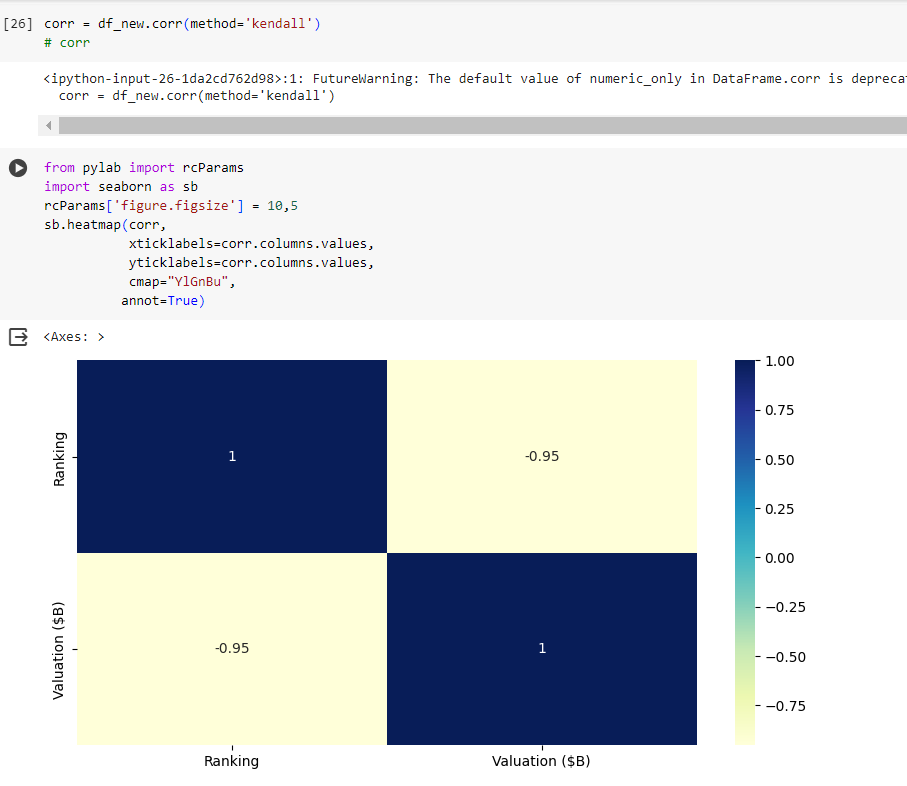 [26] corr = df_new.corr(method='kendall')
# corr
<ipython-input-26-1da2cd762d98>:1: FutureWarning: The default value of numeric_only in DataFrame.corr is depreca
corr = df_new.corr(method='kendall')
from pylab import rcParams
import seaborn as sb
rcParams['figure.figsize'] = 10,5
sb.heatmap(corr,
xticklabels=corr.columns.values,
yticklabels=corr.columns.values,
cmap="YlGnBu",
annot=True)
<Axes: >
Ranking
Valuation ($B)
1
-0.95
-0.95
1
Ranking
Valuation ($B)
1.00
0.75
0.50
0.25
0.00
−0.25
−0.50
−0.75